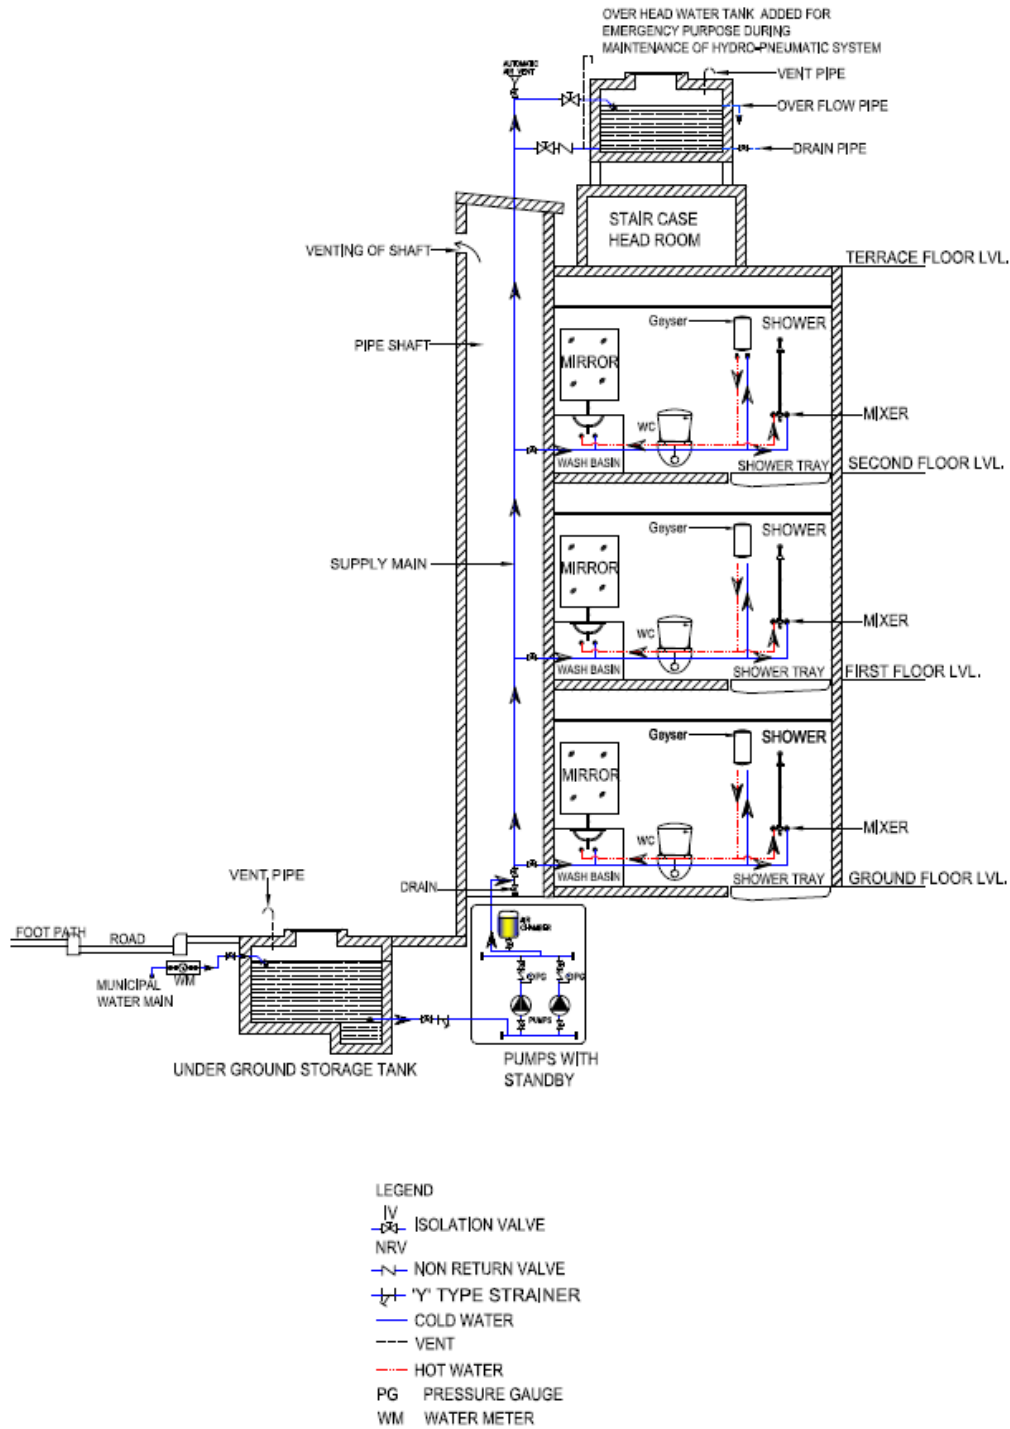 OVER HEAD WATER TANK ADDED FOR
EMERGENCY PURPOSE DURING
MAINTENANCE OF HYDRO-PNEUMATIC SYSTEM
AUTOMATIC
AIR VENT
VENT PIPE
OVER FLOW PIPE
DRAIN PIPE
STAIR CASE
HEAD ROOM
VENTING OF SHAFT
TERRACE FLOOR LVL.
Geyser
SHOWER
PIPE SHAFT
MIRROR
MIXER
WC
WASH BASIN
SHOWER TRAY
SECOND FLOOR LVL.
Geyser
SHOWER
SUPPLY MAIN
MIRROR
MIXER
WC
WASH BASIN
SHOWER TRAY
FIRST FLOOR LVL.
Geyser
SHOWER
MIRROR
MIXER
WC
WASH BASIN
SHOWER TRAY
GROUND FLOOR LVL.
VENT PIPE
DRAIN
AIR
CHAMBER
FOOT PATH
ROAD
WM
MUNICIPAL
WATER MAIN
PG
PG
PUMPS
UNDER GROUND STORAGE TANK
PUMPS WITH
STANDBY
LEGEND
IV
ISOLATION VALVE
NRV
NON RETURN VALVE
'Y' TYPE STRAINER
COLD WATER
VENT
HOT WATER
PG PRESSURE GAUGE
WM WATER METER